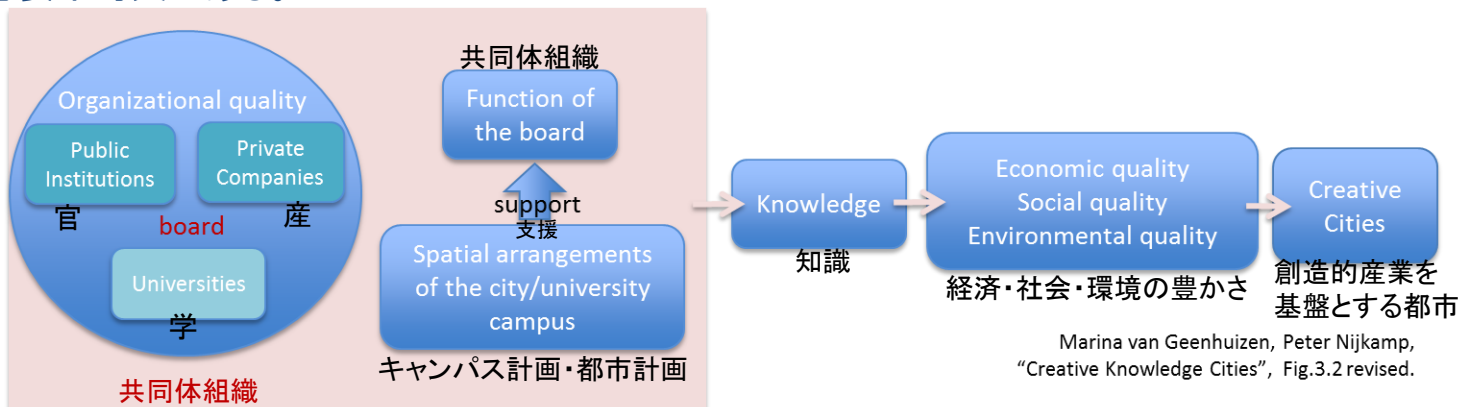 Organizational quality
Public
Institutions
官
Private
Companies
産
board
Universities
学
共同体組織
共同体組織
Function of
the board
support
支援
Spatial arrangements
of the city/university
campus
キャンパス計画・都市計画
Knowledge
知識
Economic quality
Social quality
Environmental quality
経済・社会・環境の豊かさ
Creative
Cities
創造的産業を
基盤とする都市
Marina van Geenhuizen, Peter Nijkamp,
“Creative Knowledge Cities”, Fig.3.2 revised.